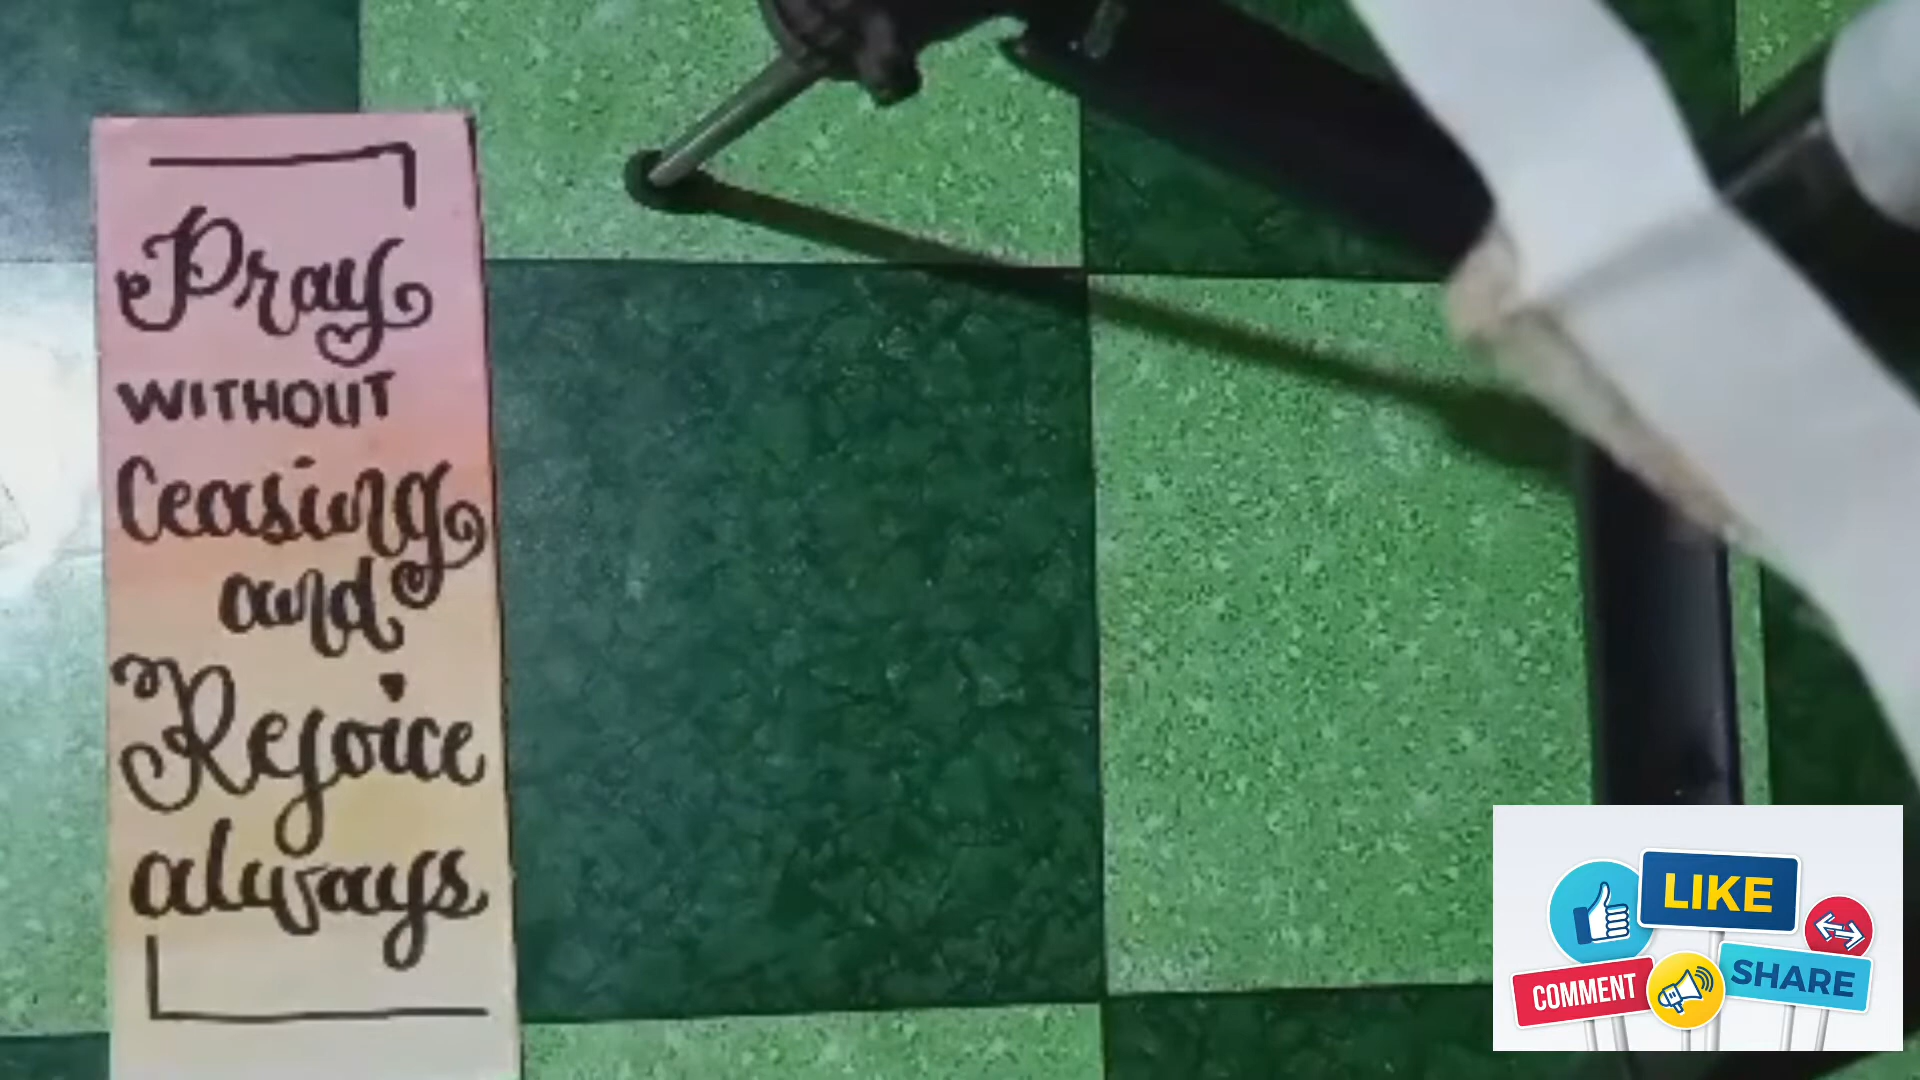 Pray
WITHOUT
Ceasing
and
Rejoice
always
LIKE
COMMENT
SHARE